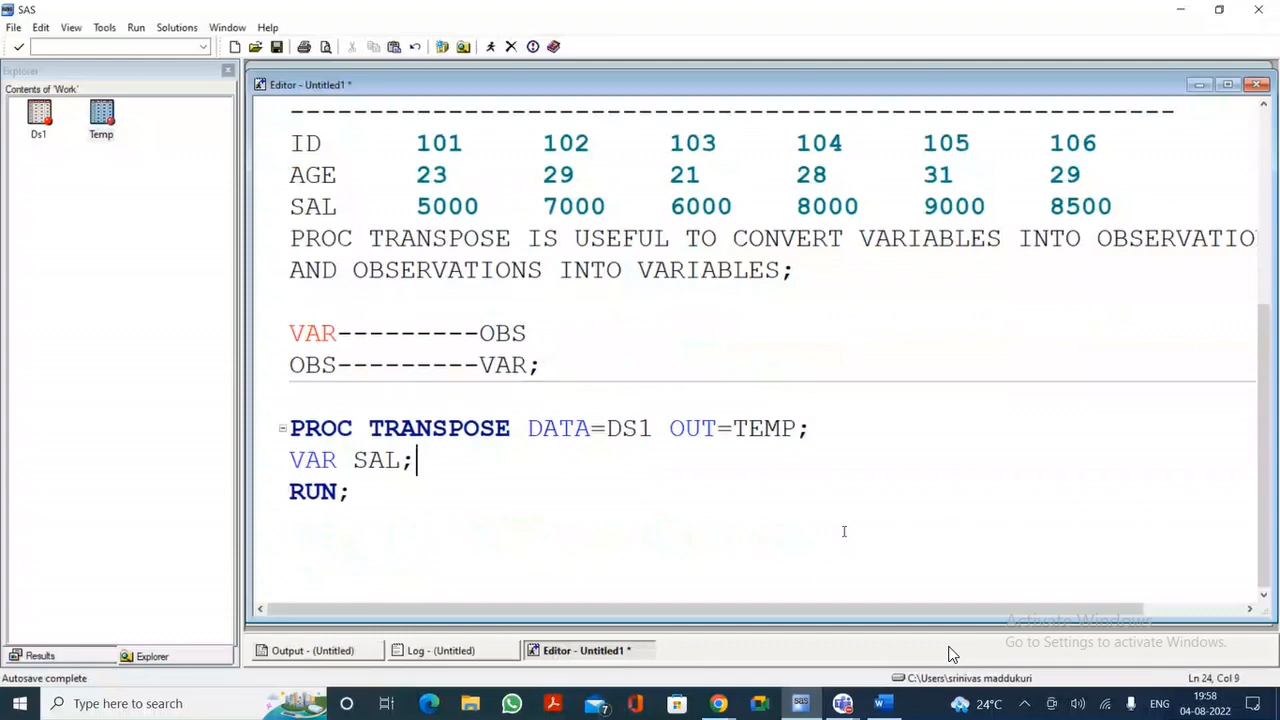 SAS
File Edit View Tools Run Solutions Window Help
Explorer
Contents of 'Work'
Ds1 Temp
Editor - Untitled1 *
----------------------------------------------------------
ID 101 102 103 104 105 106
AGE 23 29 21 28 31 29
SAL 5000 7000 6000 8000 9000 8500
PROC TRANSPOSE IS USEFUL TO CONVERT VARIABLES INTO OBSERVATIO
AND OBSERVATIONS INTO VARIABLES;
VAR---------OBS
OBS---------VAR;
PROC TRANSPOSE DATA=DS1 OUT=TEMP;
VAR SAL;
RUN;
Activate Windows
Go to Settings to activate Windows.
Results Explorer
Output - (Untitled) Log - (Untitled) Editor - Untitled1 *
Autosave complete
C:\Users\srinivas maddukuri
Ln 24, Col 9
Type here to search
7
24°C
ENG
19:58
04-08-2022